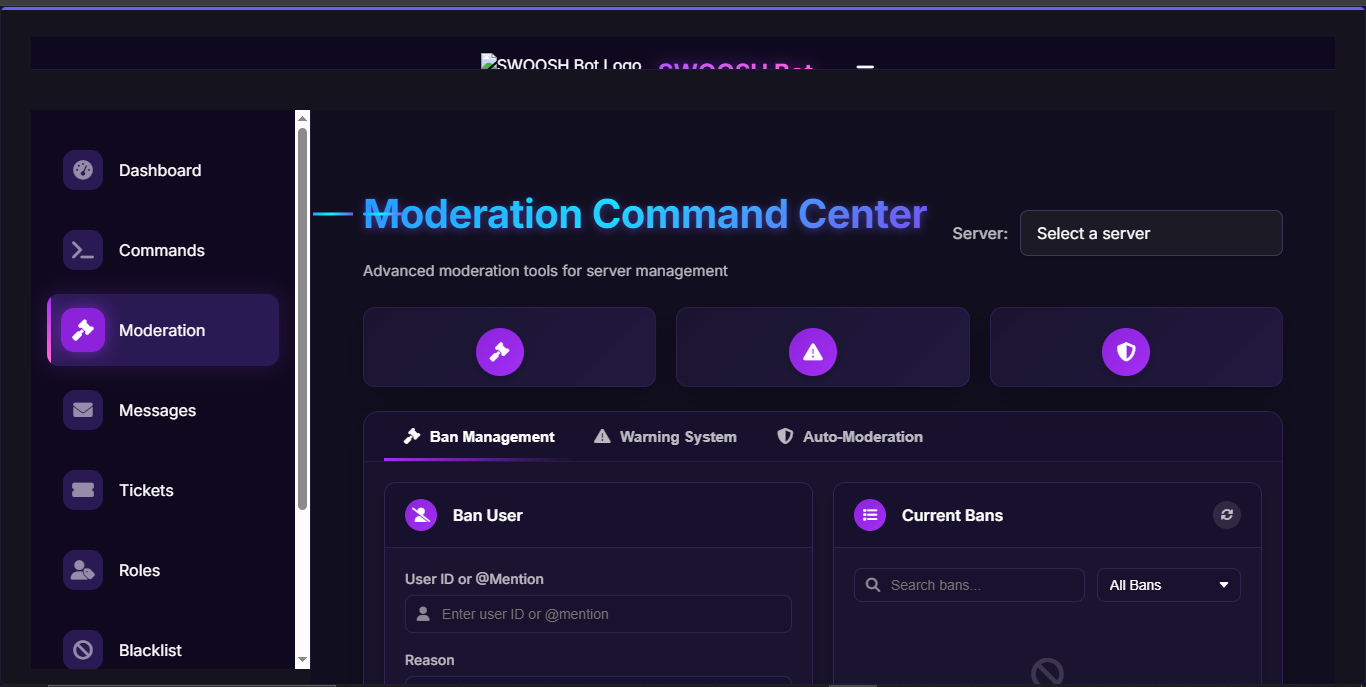 SWOOSH Bot Logo
SWOOSH Bot
Dashboard
Commands
Moderation
Messages
Tickets
Roles
Blacklist
Moderation Command Center
Server:
Select a server
Advanced moderation tools for server management
Ban Management
Warning System
Auto-Moderation
Ban User
User ID or @Mention
Enter user ID or @mention
Reason
Current Bans
Search bans...
All Bans